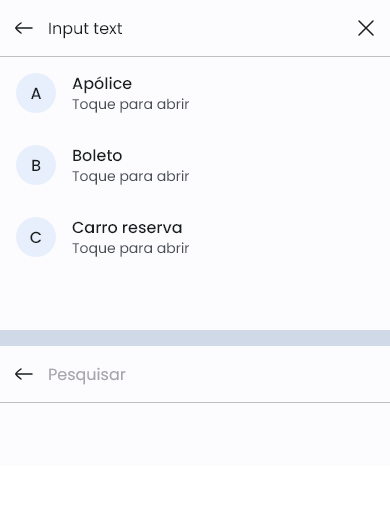 Input text
A
Apólice
Toque para abrir
B
Boleto
Toque para abrir
C
Carro reserva
Toque para abrir
Pesquisar